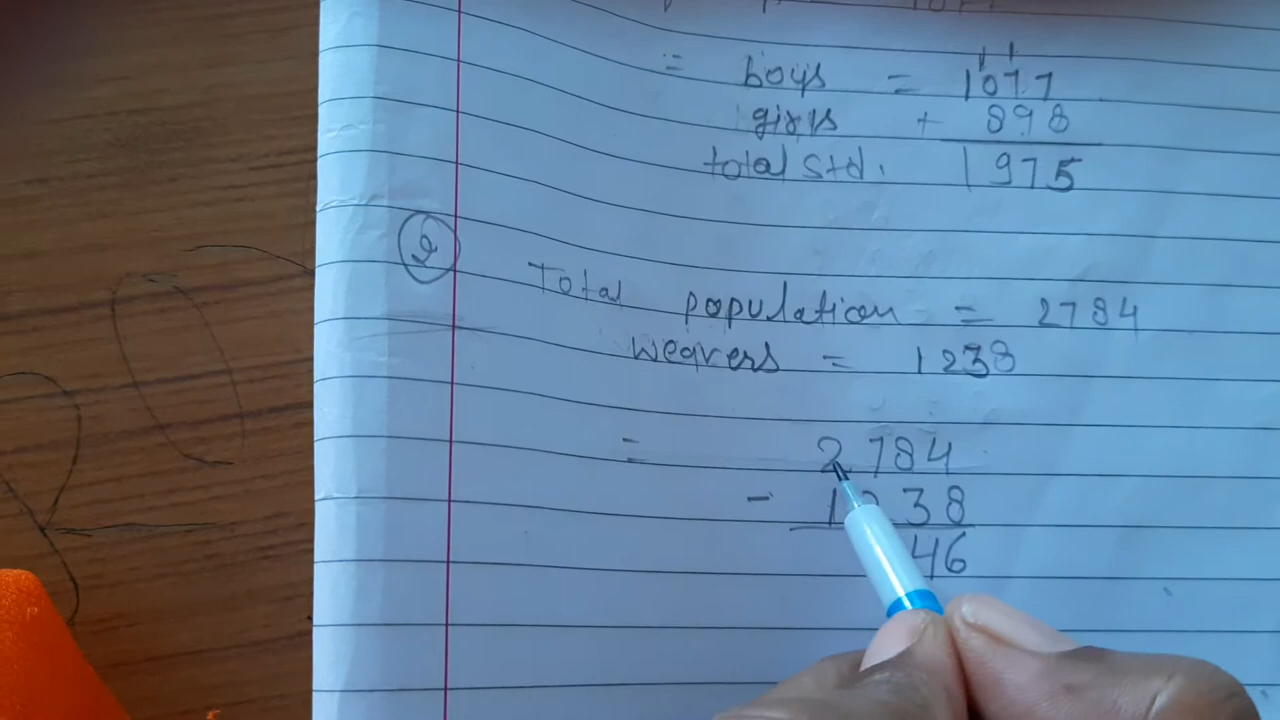 = boys = 1077
girls + 898
total std. 1975
2
Total population = 2784
weavers = 1238
= 2784
- 1238
46